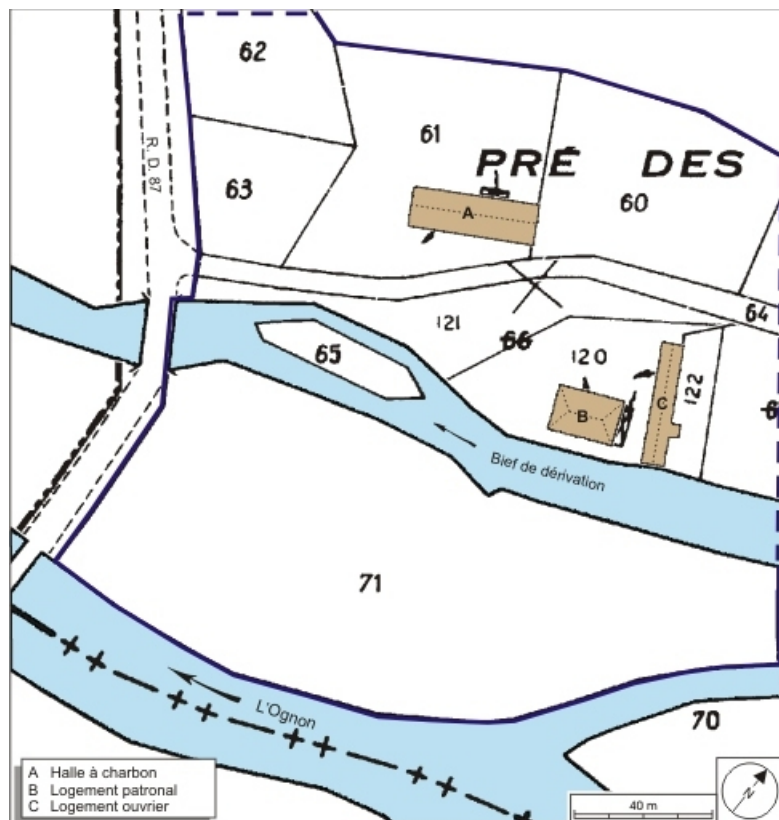 62
61
PRÉ DES
R. D. 87
63
60
A
64
121
66
65
120
122
B
C
6
Bief de dérivation
71
L'Ognon
70
A Halle à charbon
B Logement patronal
C Logement ouvrier
40 m
N